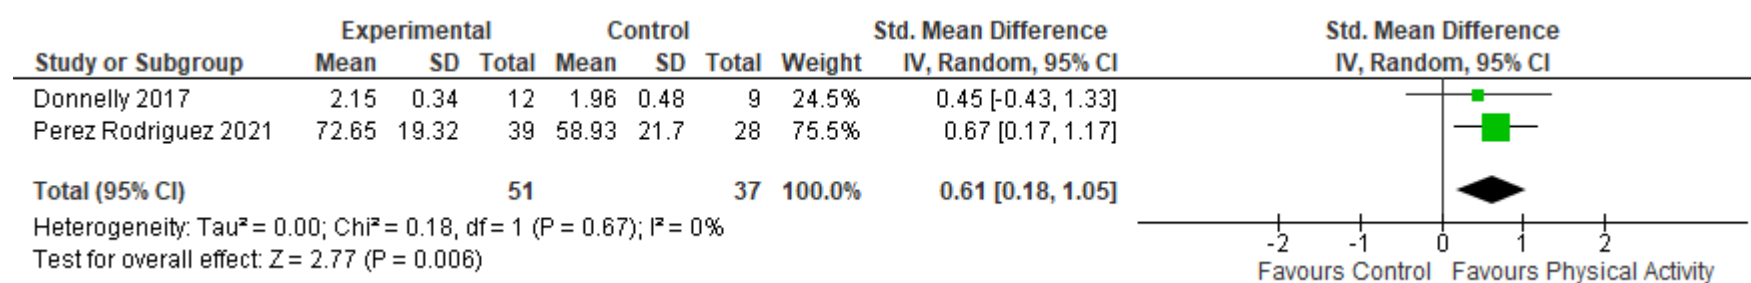 Experimental Control Std. Mean Difference Std. Mean Difference
Study or Subgroup Mean SD Total Mean SD Total Weight IV, Random, 95% CI IV, Random, 95% CI
Donnelly 2017 2.15 0.34 12 1.96 0.48 9 24.5% 0.45 [-0.43, 1.33]
Perez Rodriguez 2021 72.65 19.32 39 58.93 21.7 28 75.5% 0.67 [0.17, 1.17]
Total (95% CI) 51 37 100.0% 0.61 [0.18, 1.05]
Heterogeneity: Tau² = 0.00; Chi² = 0.18, df = 1 (P = 0.67); I² = 0%
Test for overall effect: Z = 2.77 (P = 0.006)
-2 -1 0 1 2
Favours Control Favours Physical Activity